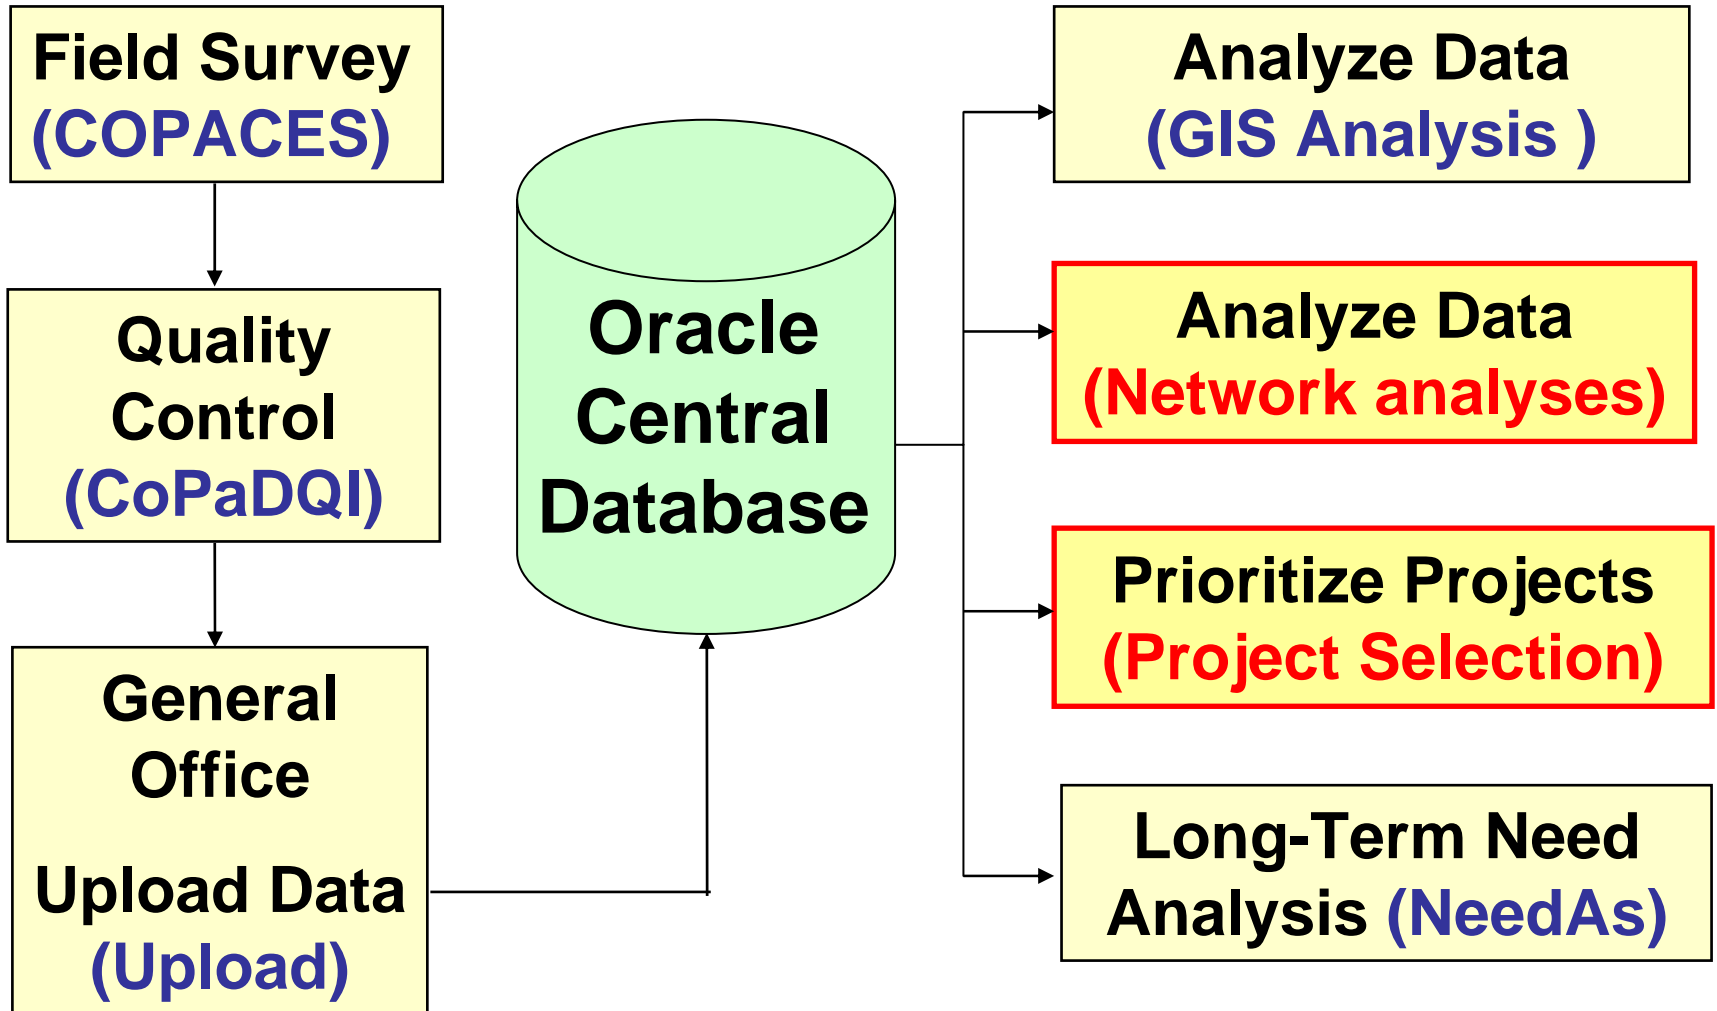 Field Survey
(COPACES)
Quality
Control
(CoPaDQI)
General
Office
Upload Data
(Upload)
Oracle
Central
Database
Analyze Data
(GIS Analysis )
Analyze Data
(Network analyses)
Prioritize Projects
(Project Selection)
Long-Term Need
Analysis (NeedAs)